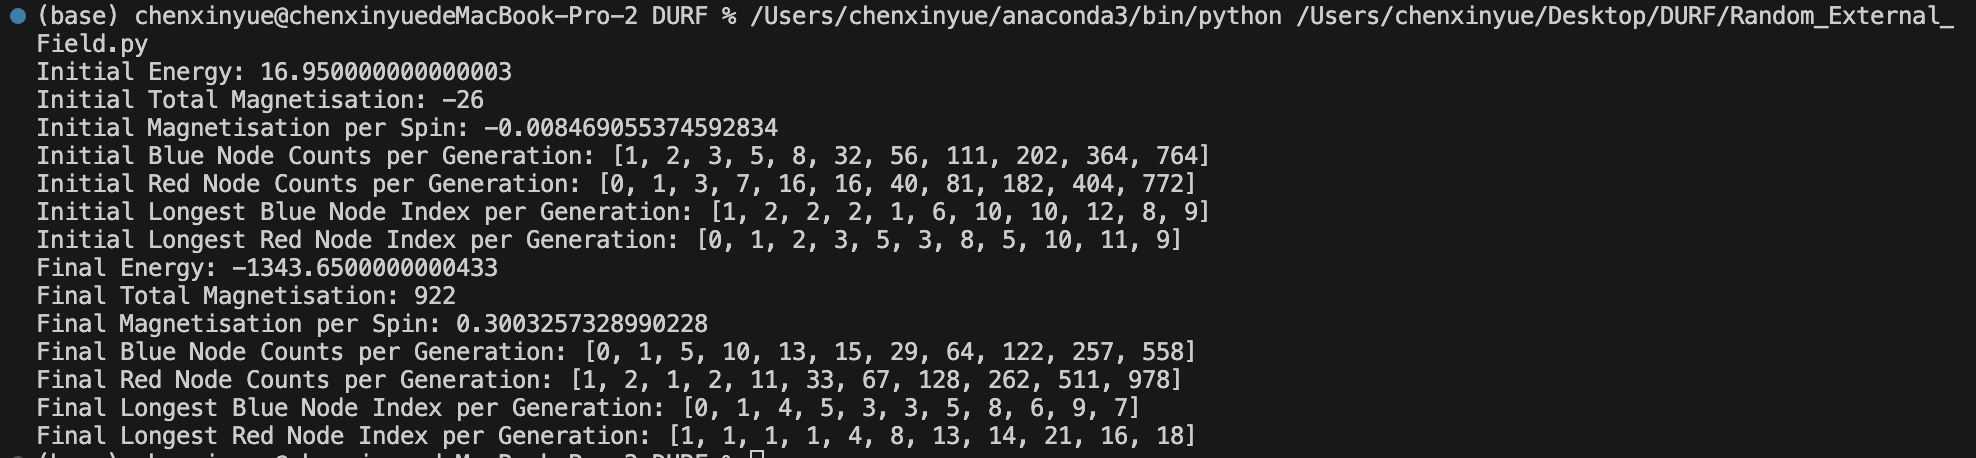 (base) chenxinyue@chenxinyuedeMacBook-Pro-2 DURF % /Users/chenxinyue/anaconda3/bin/python /Users/chenxinyue/Desktop/DURF/Random_External_
Field.py
Initial Energy: 16.950000000000003
Initial Total Magnetisation: -26
Initial Magnetisation per Spin: -0.008469055374592834
Initial Blue Node Counts per Generation: [1, 2, 3, 5, 8, 32, 56, 111, 202, 364, 764]
Initial Red Node Counts per Generation: [0, 1, 3, 7, 16, 16, 40, 81, 182, 404, 772]
Initial Longest Blue Node Index per Generation: [1, 2, 2, 2, 1, 6, 10, 10, 12, 8, 9]
Initial Longest Red Node Index per Generation: [0, 1, 2, 3, 5, 3, 8, 5, 10, 11, 9]
Final Energy: -1343.6500000000433
Final Total Magnetisation: 922
Final Magnetisation per Spin: 0.3003257328990228
Final Blue Node Counts per Generation: [0, 1, 5, 10, 13, 15, 29, 64, 122, 257, 558]
Final Red Node Counts per Generation: [1, 2, 1, 2, 11, 33, 67, 128, 262, 511, 978]
Final Longest Blue Node Index per Generation: [0, 1, 4, 5, 3, 3, 5, 8, 6, 9, 7]
Final Longest Red Node Index per Generation: [1, 1, 1, 1, 4, 8, 13, 14, 21, 16, 18]